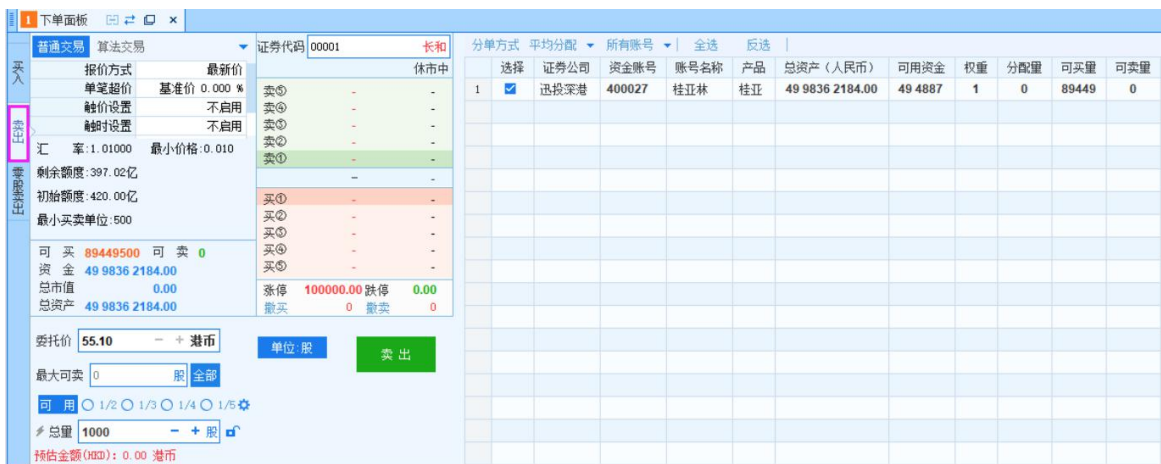 1 下单面板
买入
卖出
零股卖出
普通交易 算法交易
报价方式 最新价
单笔超价 基准价 0.000 %
触价设置 不启用
触时设置 不启用
汇 率:1.01000 最小价格:0.010
剩余额度:397.02亿
初始额度:420.00亿
最小买卖单位:500
可 买 89449500 可 卖 0
资 金 49 9836 2184.00
总市值 0.00
总资产 49 9836 2184.00
委托价 55.10 - + 港币
最大可卖 0 股 全部
可 用 1/2 1/3 1/4 1/5
总量 1000 - + 股
预估金额(HKD): 0.00 港币
证券代码 00001 长和
休市中
卖⑤ - -
卖④ - -
卖③ - -
卖② - -
卖① - -
- -
买① - -
买② - -
买③ - -
买④ - -
买⑤ - -
涨停 100000.00 跌停 0.00
撤买 0 撤卖 0
单位:股 卖 出
分单方式 平均分配 所有账号 全选 反选
选择 证券公司 资金账号 账号名称 产品 总资产（人民币） 可用资金 权重 分配量 可买量 可卖量
1 迅投深港 400027 桂亚林 桂亚 49 9836 2184.00 49 4887 1 0 89449 0